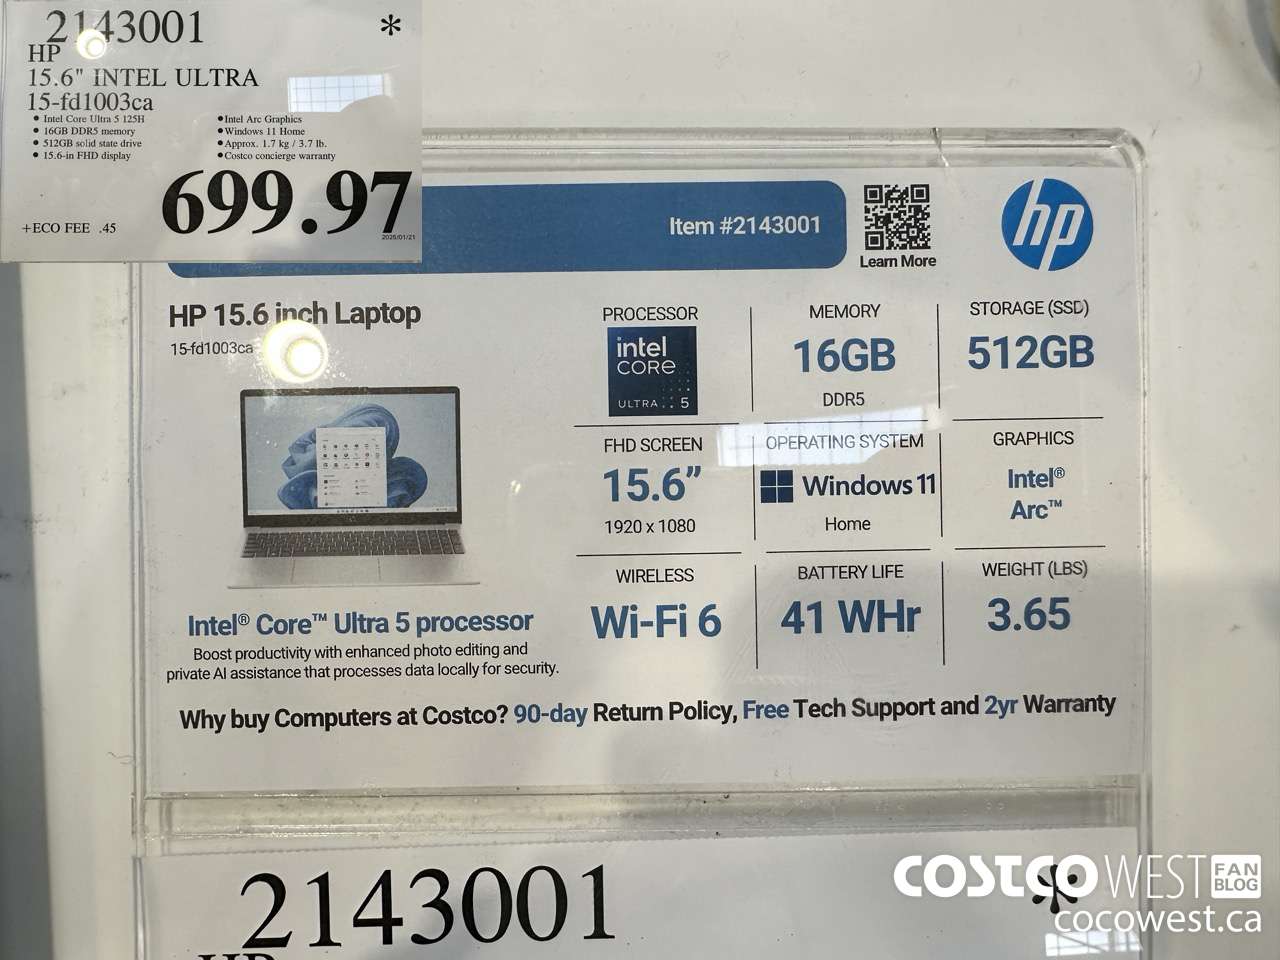 2143001 *
HP
15.6" INTEL ULTRA
15-fd1003ca
● Intel Core Ultra 5 125H
● 16GB DDR5 memory
● 512GB solid state drive
● 15.6-in FHD display
● Intel Arc Graphics
● Windows 11 Home
● Approx. 1.7 kg / 3.7 lb.
● Costco concierge warranty
+ECO FEE .45
699.97
2025/01/21
Item #2143001
Learn More
hp
HP 15.6 inch Laptop
15-fd1003ca
Intel® Core™ Ultra 5 processor
Boost productivity with enhanced photo editing and
private AI assistance that processes data locally for security.
PROCESSOR
intel
CORE
ULTRA 5
MEMORY
16GB
DDR5
STORAGE (SSD)
512GB
FHD SCREEN
15.6”
1920 x 1080
OPERATING SYSTEM
Windows 11
Home
GRAPHICS
Intel®
Arc™
WIRELESS
Wi-Fi 6
BATTERY LIFE
41 WHr
WEIGHT (LBS)
3.65
Why buy Computers at Costco? 90-day Return Policy, Free Tech Support and 2yr Warranty
2143001 *
HP
COSTCO WEST FAN BLOG
cocowest.ca